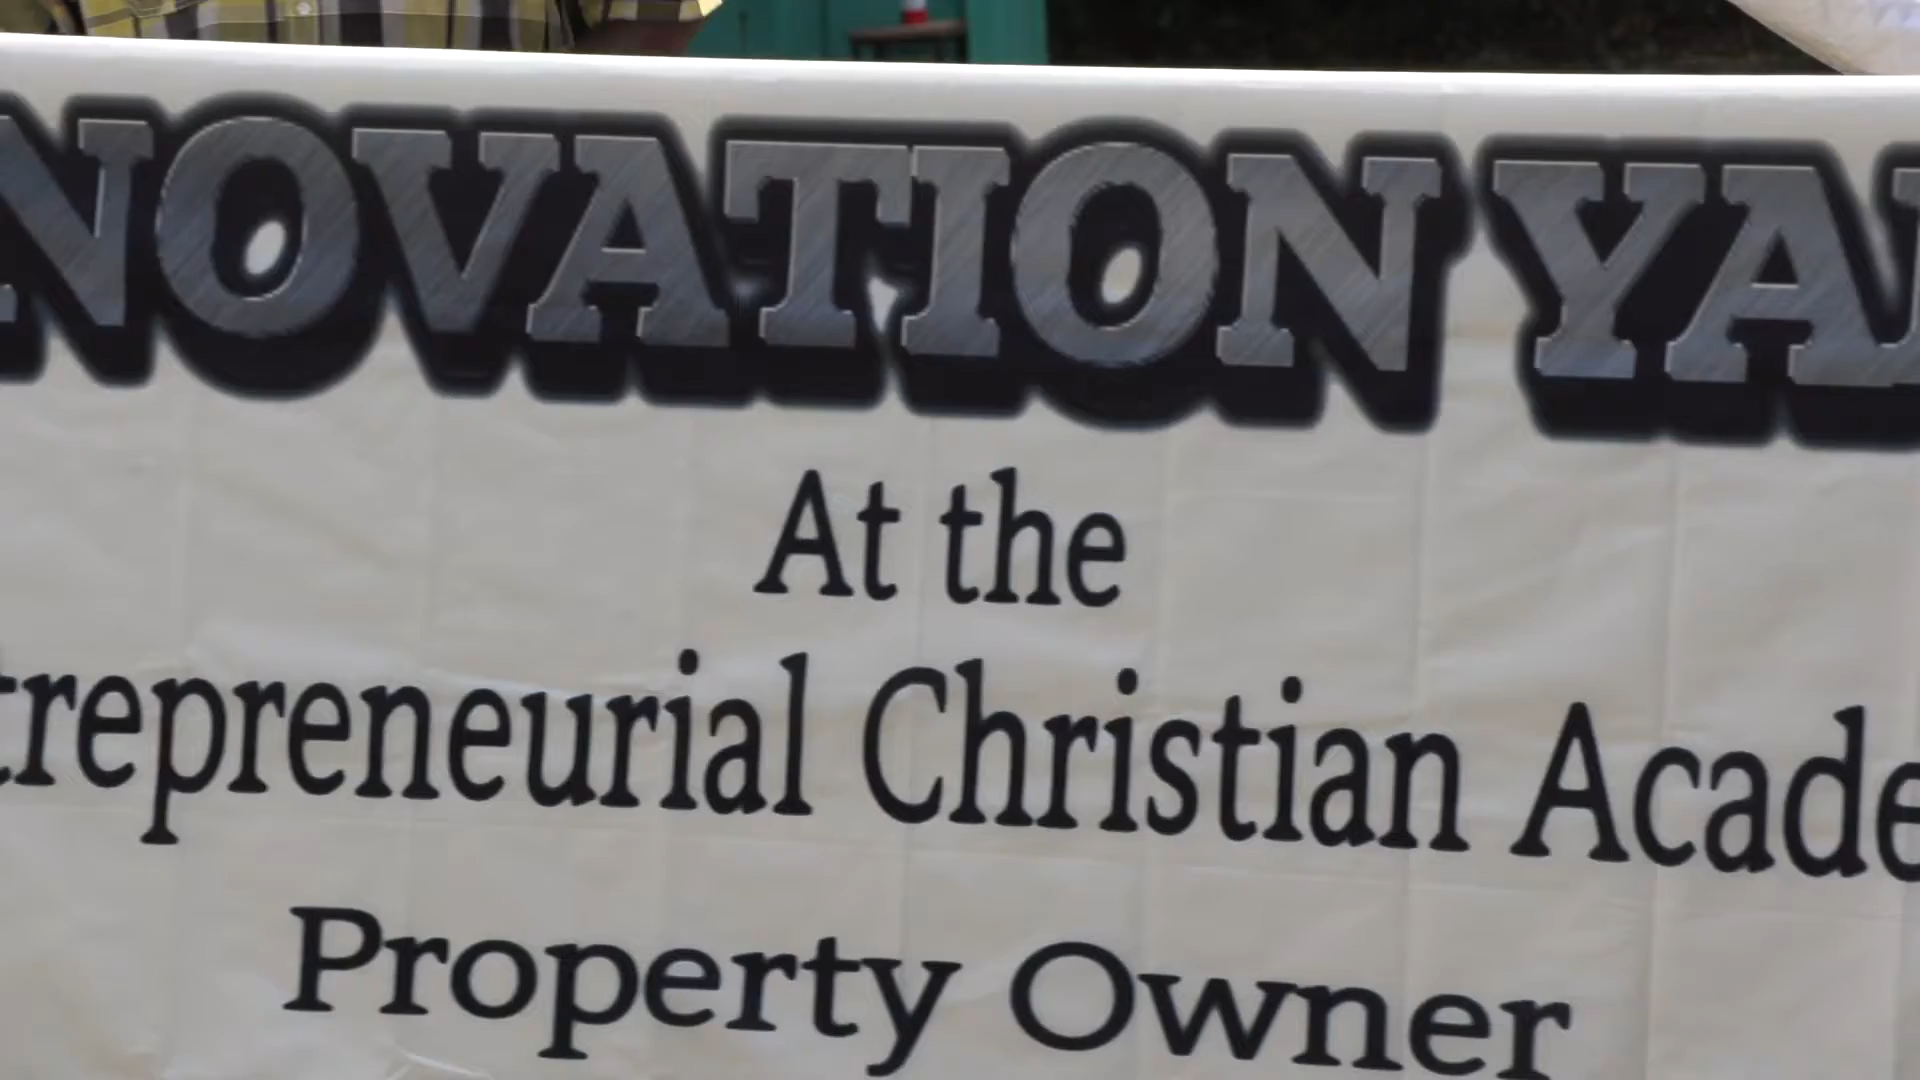 NOVATION YA
At the
trepreneurial Christian Acade
Property Owner